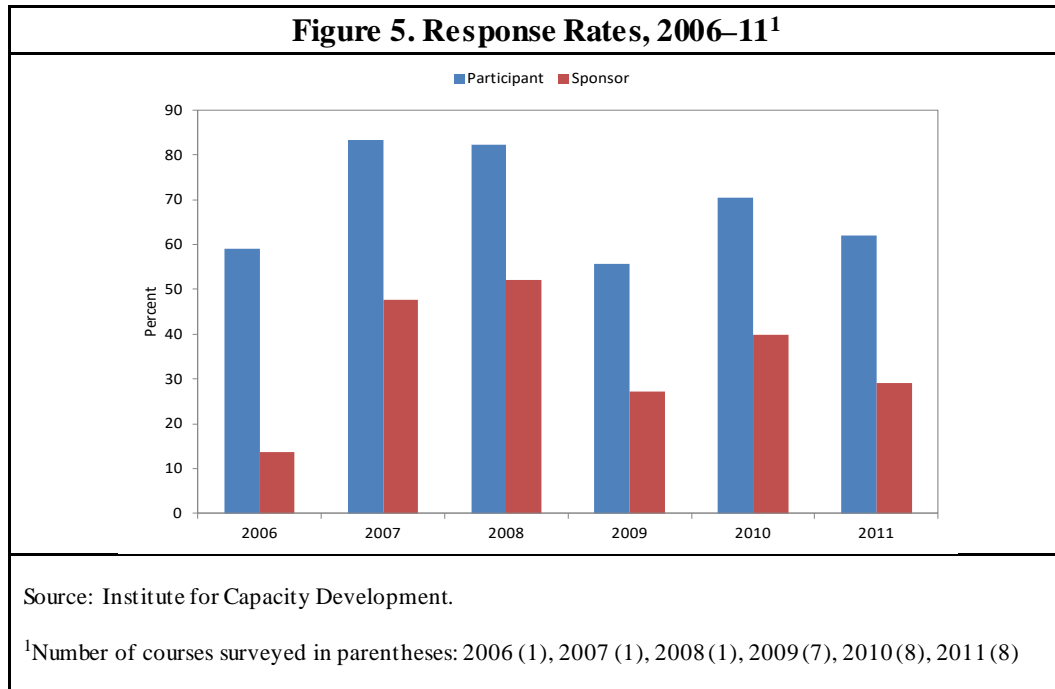 Figure 5. Response Rates, 2006–11¹
Participant Sponsor
90
80
70
60
50
40
30
20
10
0
Percent
2006 2007 2008 2009 2010 2011
Source: Institute for Capacity Development.
¹Number of courses surveyed in parentheses: 2006 (1), 2007 (1), 2008 (1), 2009 (7), 2010 (8), 2011 (8)